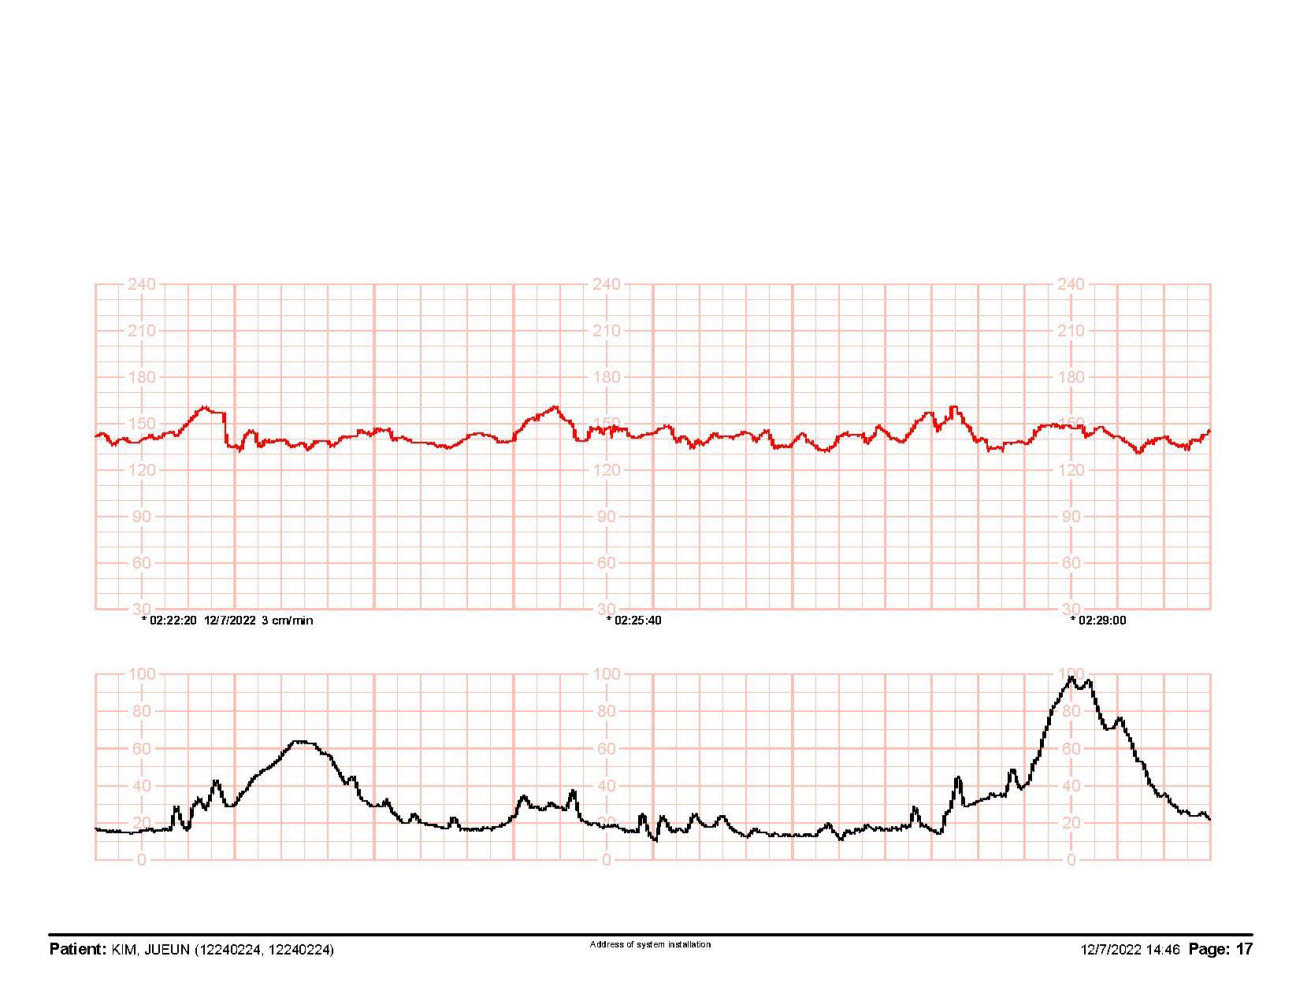 240 240 240
210 210 210
180 180 180
150 150 150
120 120 120
90 90 90
60 60 60
30 30 30
* 02:22:20 12/7/2022 3 cm/min * 02:25:40 * 02:29:00
100 100 100
80 80 80
60 60 60
40 40 40
20 20 20
0 0 0
Patient: KIM, JUEUN (12240224, 12240224) Address of system installation 12/7/2022 14:46 Page: 17